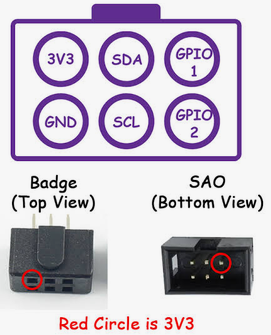 3V3 SDA GPIO
1
GND SCL GPIO
2
Badge SAO
(Top View) (Bottom View)
Red Circle is 3V3